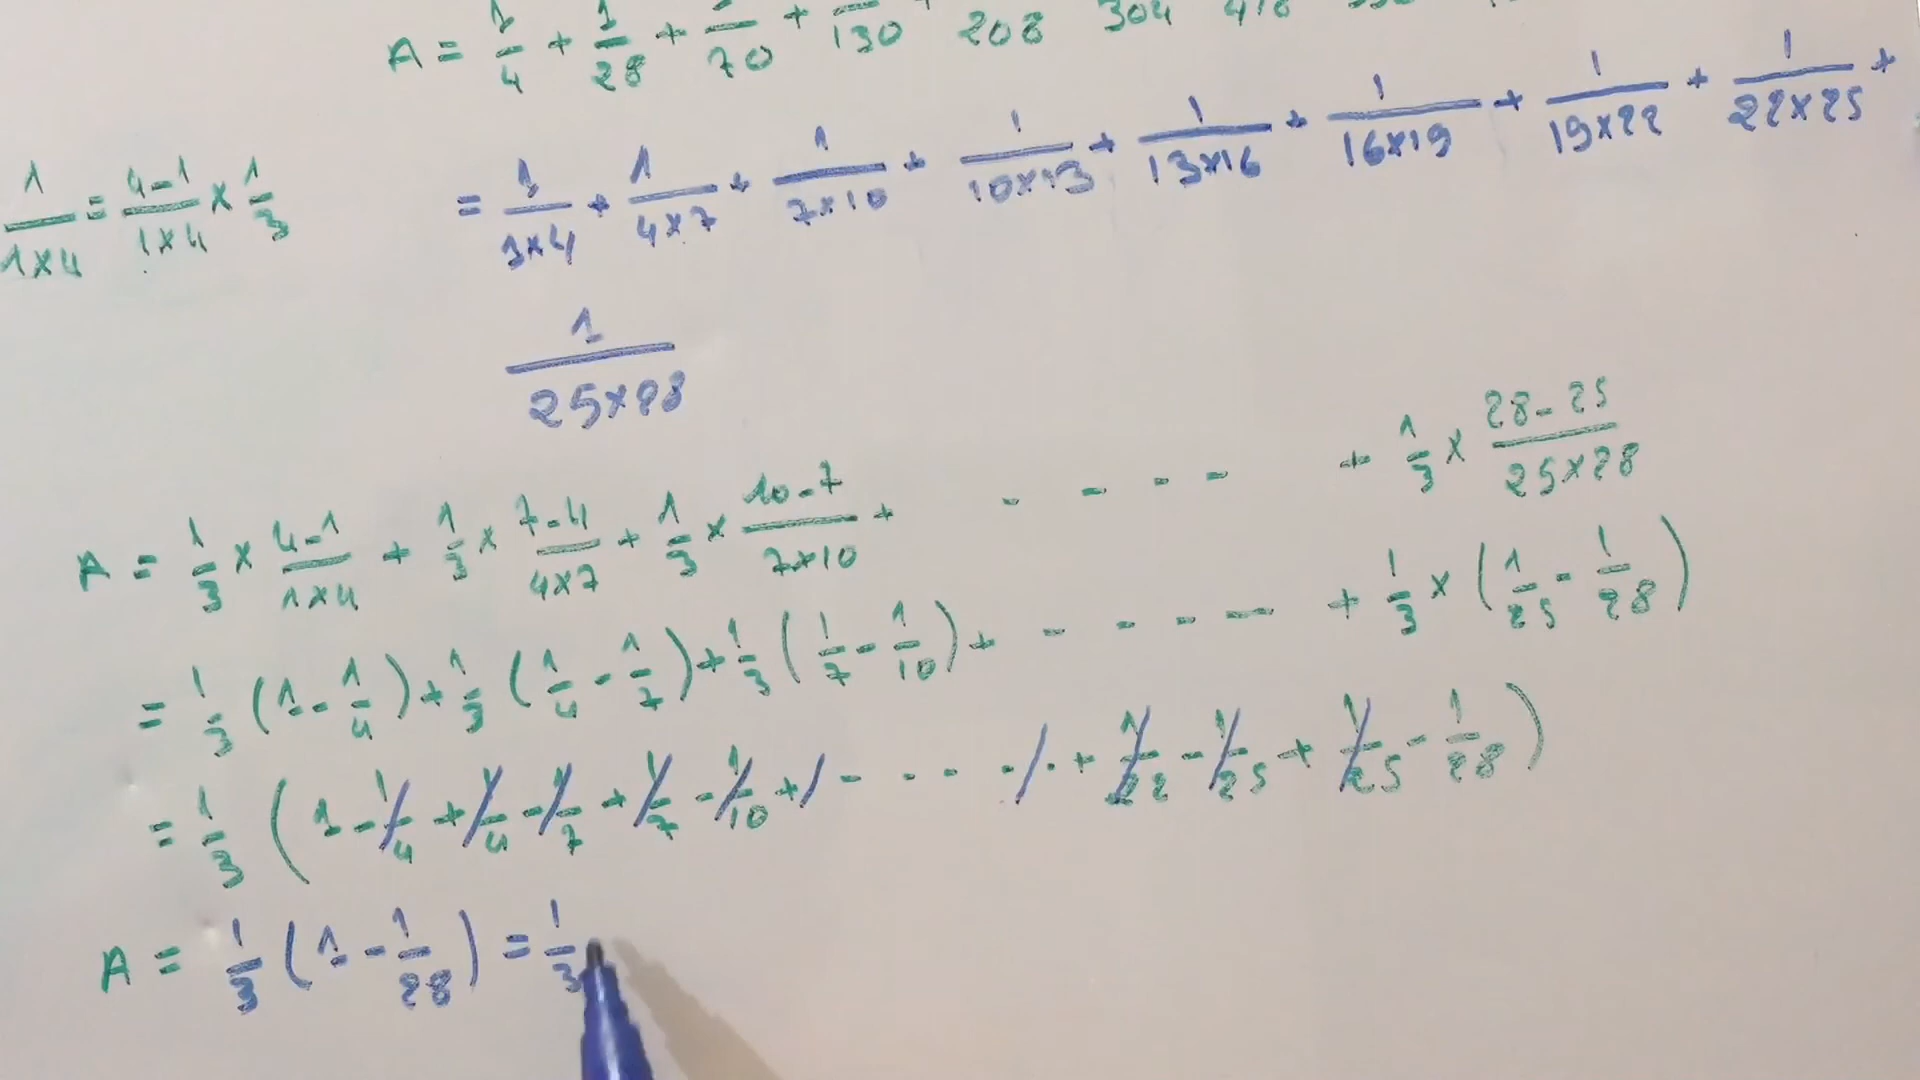 A = 1/4 + 1/28 + /70 + /130 + 208 304 418
1/(1×4) = (4-1)/(1×4) × 1/3
= 1/(1×4) + 1/(4×7) + 1/(7×10) + 1/(10×13) + 1/(13×16) + 1/(16×19) + 1/(19×22) + 1/(22×25) +
1/(25×28)
A = 1/3 × (4-1)/(1×4) + 1/3 × (7-4)/(4×7) + 1/3 × (10-7)/(7×10) + - - - - + 1/3 × (28-25)/(25×28)
= 1/3 (1 - 1/4) + 1/3 (1/4 - 1/7) + 1/3 (1/7 - 1/10) + - - - - - + 1/3 × (1/25 - 1/28)
= 1/3 (1 - 1/4 + 1/4 - 1/7 + 1/7 - 1/10 + - - - - . + 1/22 - 1/25 + 1/25 - 1/28)
A = 1/3 (1 - 1/28) = 1/3